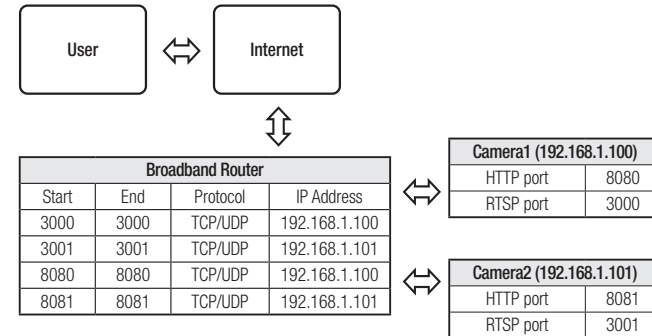 User
Internet
Broadband Router
Start End Protocol IP Address
3000 3000 TCP/UDP 192.168.1.100
3001 3001 TCP/UDP 192.168.1.101
8080 8080 TCP/UDP 192.168.1.100
8081 8081 TCP/UDP 192.168.1.101
Camera1 (192.168.1.100)
HTTP port 8080
RTSP port 3000
Camera2 (192.168.1.101)
HTTP port 8081
RTSP port 3001